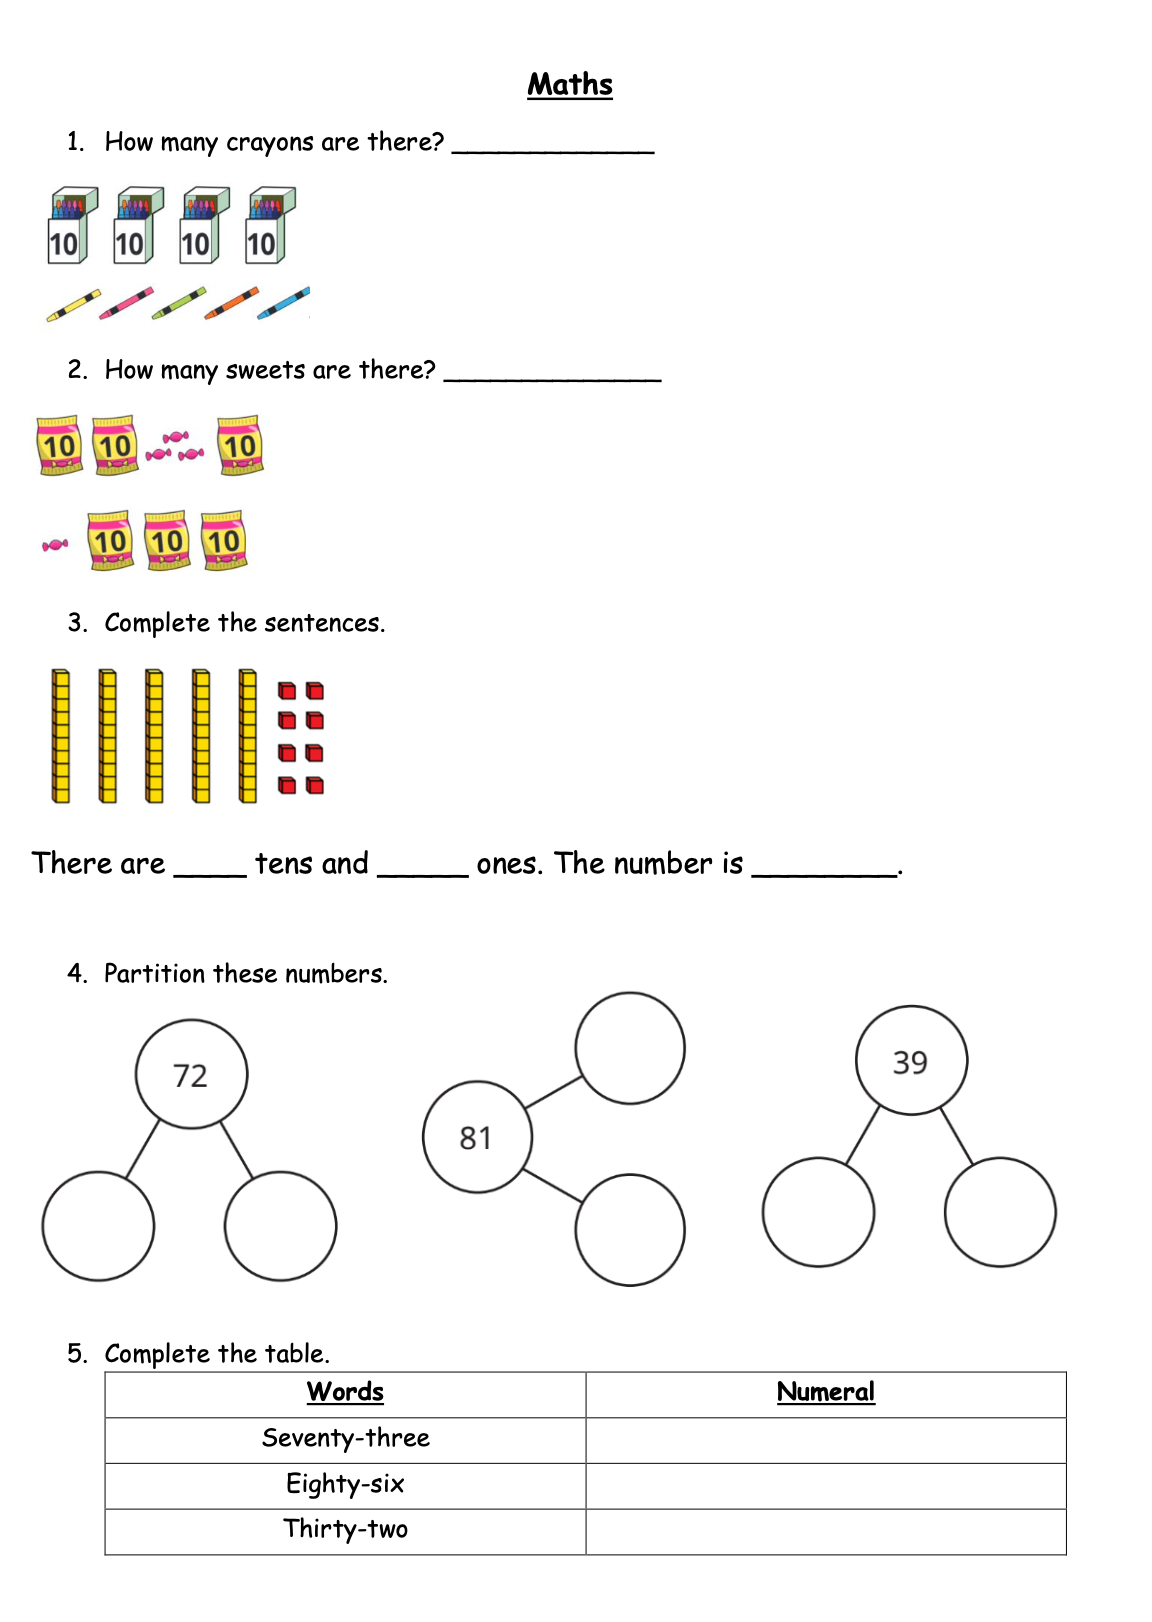 Maths
1. How many crayons are there? _____________
10 10 10 10
2. How many sweets are there? ______________
10 10 10
10 10 10
3. Complete the sentences.
There are ____ tens and _____ ones. The number is ________.
4. Partition these numbers.
72
81
39
5. Complete the table.
Words Numeral
Seventy-three
Eighty-six
Thirty-two